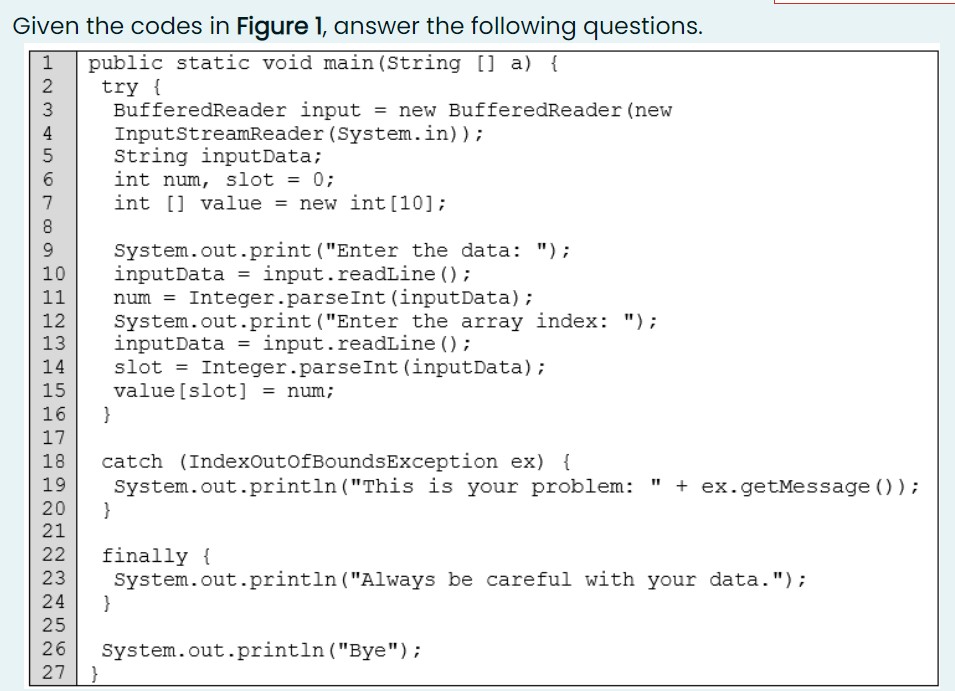 Given the codes in Figure 1, answer the following questions.
1 public static void main(String [] a) {
2 try {
3 BufferedReader input = new BufferedReader(new
4 InputStreamReader(System.in));
5 String inputData;
6 int num, slot = 0;
7 int [] value = new int[10];
8
9 System.out.print("Enter the data: ");
10 inputData = input.readLine();
11 num = Integer.parseInt(inputData);
12 System.out.print("Enter the array index: ");
13 inputData = input.readLine();
14 slot = Integer.parseInt(inputData);
15 value[slot] = num;
16 }
17
18 catch (IndexOutOfBoundsException ex) {
19 System.out.println("This is your problem: " + ex.getMessage());
20 }
21
22 finally {
23 System.out.println("Always be careful with your data.");
24 }
25
26 System.out.println("Bye");
27 }